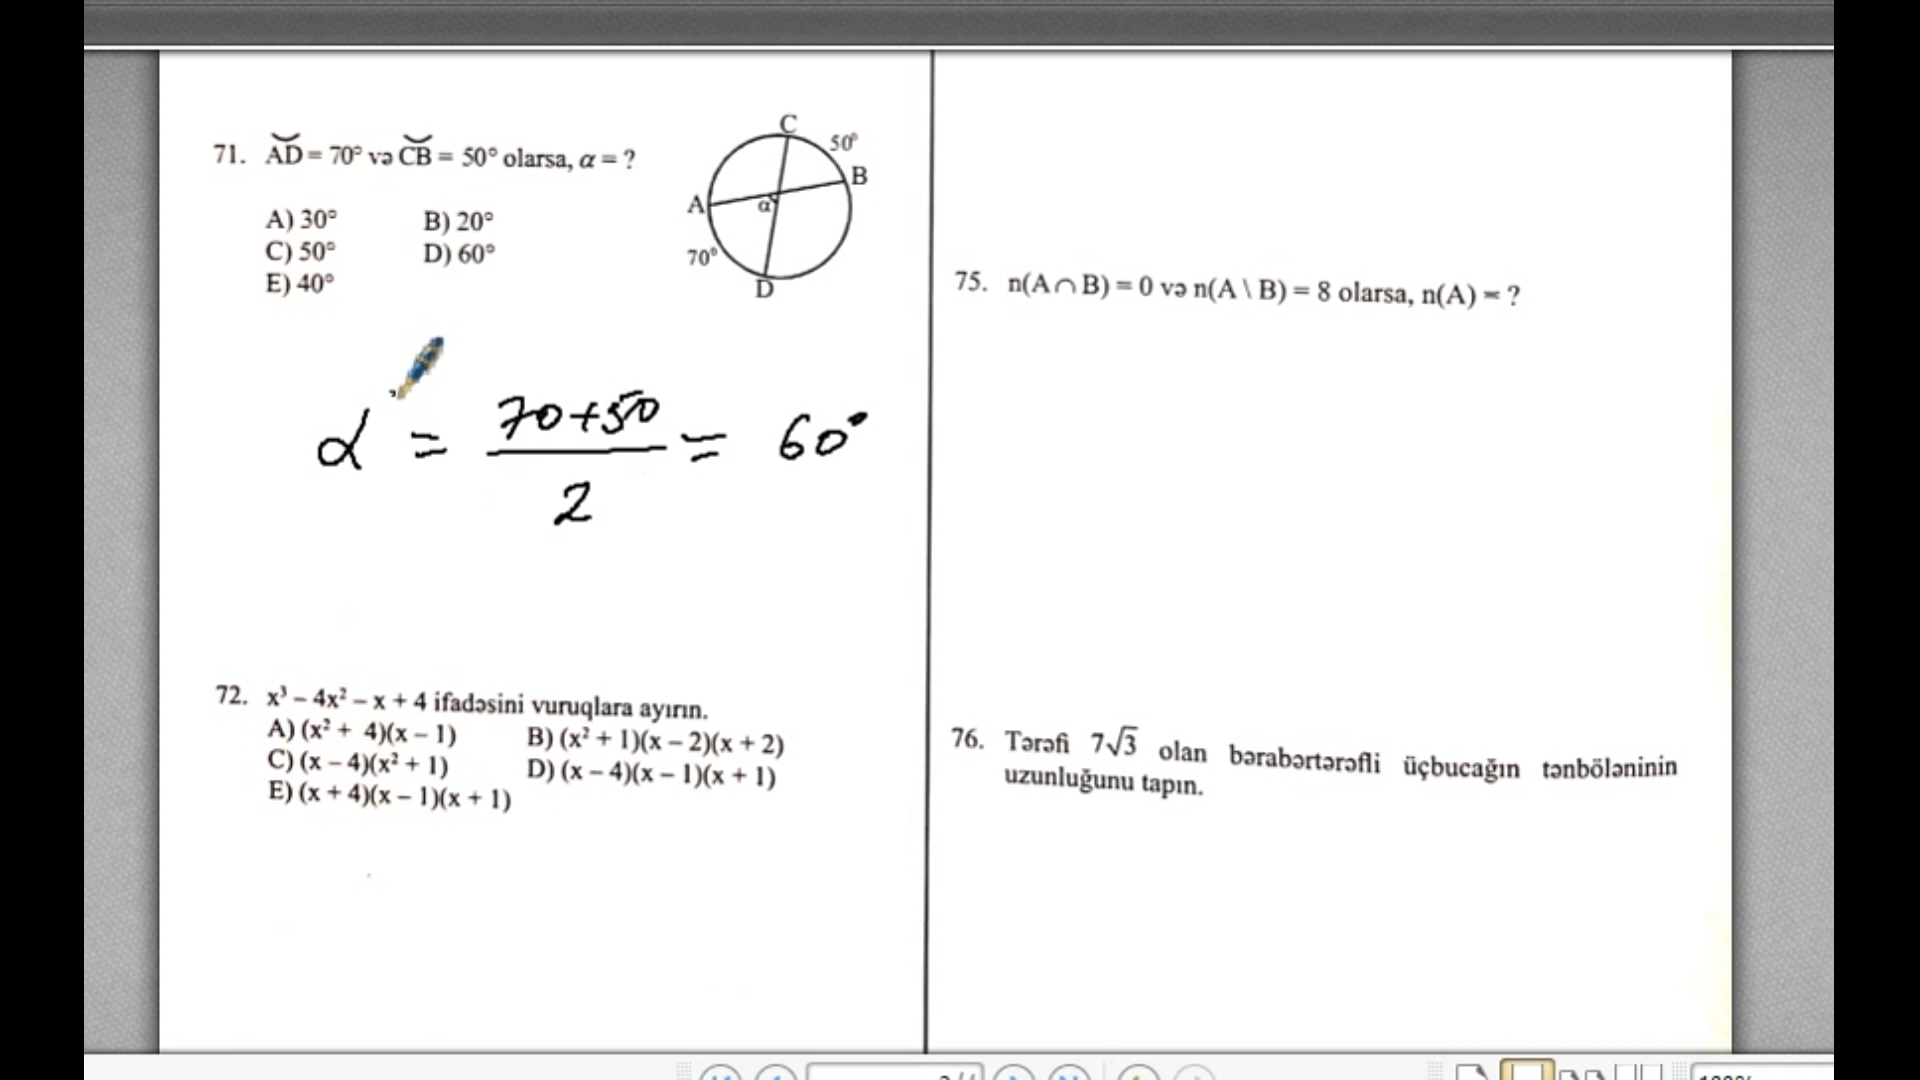 71. AD = 70° və CB = 50° olarsa, α = ?
A) 30° B) 20°
C) 50° D) 60°
E) 40°
C
50°
B
A
α
70°
D
α = 70+50 / 2 = 60°
72. x³ – 4x² – x + 4 ifadəsini vuruqlara ayırın.
A) (x² + 4)(x – 1) B) (x² + 1)(x – 2)(x + 2)
C) (x – 4)(x² + 1) D) (x – 4)(x – 1)(x + 1)
E) (x + 4)(x – 1)(x + 1)
75. n(A∩B) = 0 və n(A \ B) = 8 olarsa, n(A) = ?
76. Tərəfi 7√3 olan bərabərtərəfli üçbucağın tənböləninin
uzunluğunu tapın.